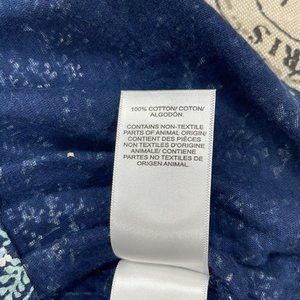 RIS
100% COTTON/ COTON/
ALGODÓN.
CONTAINS NON-TEXTILE
PARTS OF ANIMAL ORIGIN/
CONTIENT DES PIÈCES
NON TEXTILES D'ORIGINE
ANIMALE/ CONTIENE
PARTES NO TEXTILES DE
ORIGEN ANIMAL.